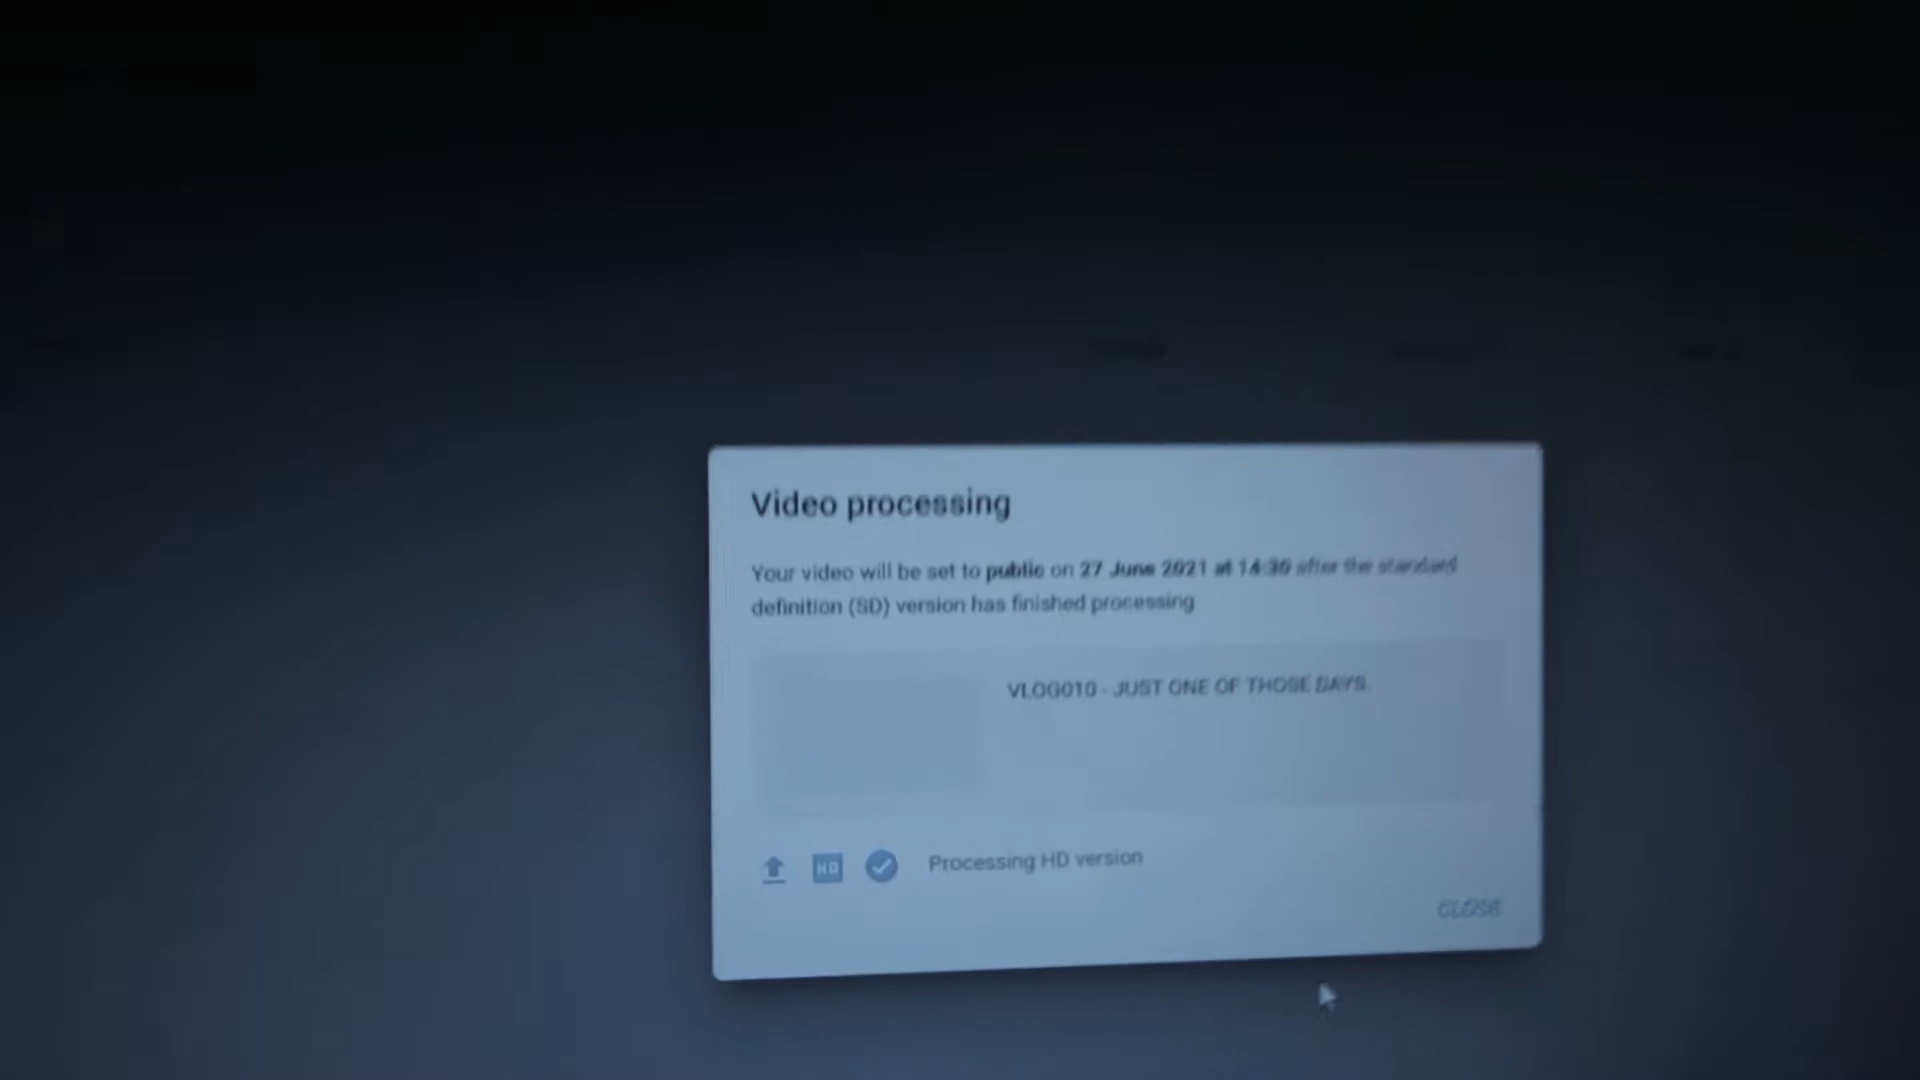 Video processing
Your video will be set to public on 27 June 2021 at 14:30 after the standard
definition (SD) version has finished processing
VLOG010 - JUST ONE OF THOSE DAYS.
HD
Processing HD version
CLOSE